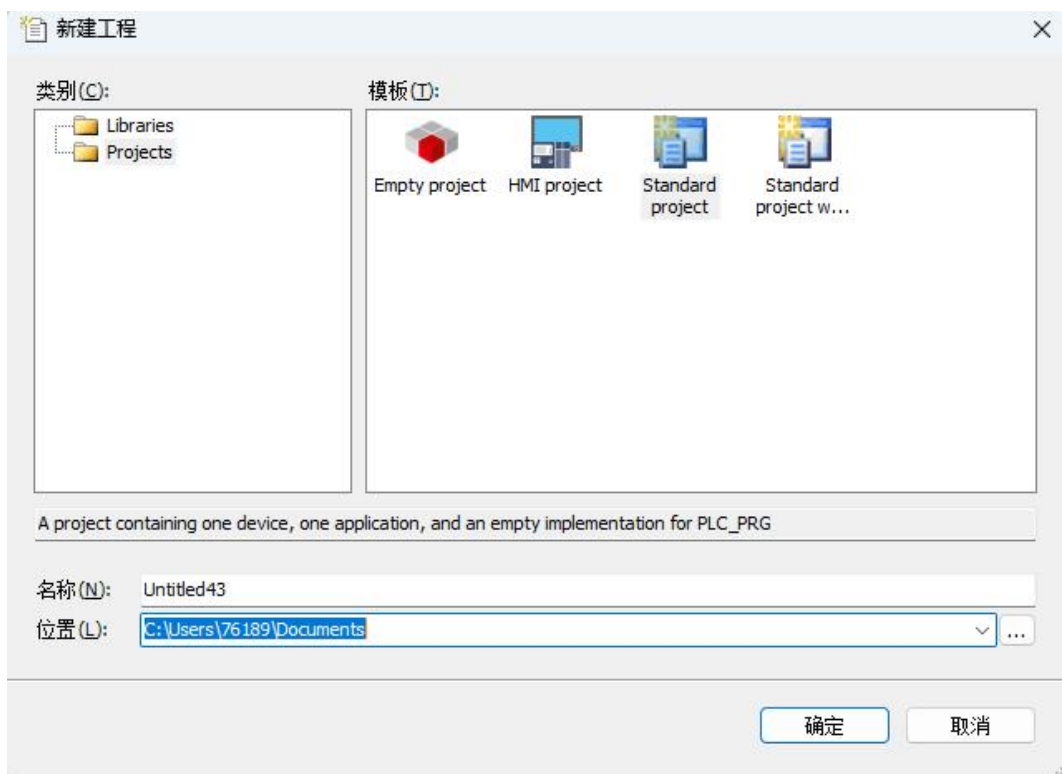 新建工程
类别(C):
模板(T):
Libraries
Projects
Empty project
HMI project
Standard
project
Standard
project w...
A project containing one device, one application, and an empty implementation for PLC_PRG
名称(N):
Untitled43
位置(L):
C:\Users\76189\Documents
...
确定
取消